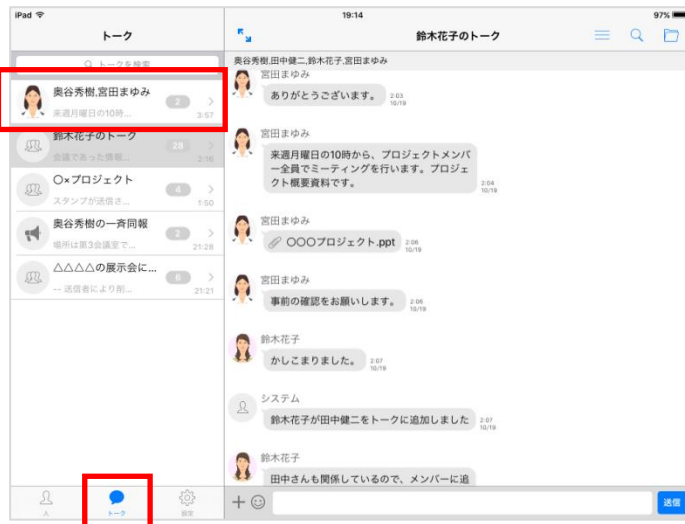 iPad
19:14
97%
トーク
鈴木花子のトーク
トークを検索
奥谷秀樹,宮田まゆみ
2
来週月曜日の10時...
3:57
鈴木花子のトーク
28
会議であった情報...
2:16
○×プロジェクト
4
スタンプが送信さ...
1:50
奥谷秀樹の一斉同報
2
場所は第3会議室で...
21:28
△△△△の展示会に...
6
-- 送信者により削...
21:21
人
トーク
設定
奥谷秀樹,田中健二,鈴木花子,宮田まゆみ
宮田まゆみ
ありがとうございます。
2:03
10/19
宮田まゆみ
来週月曜日の10時から、プロジェクトメンバ
ー全員でミーティングを行います。プロジェ
クト概要資料です。
2:04
10/19
宮田まゆみ
○○○プロジェクト.ppt
2:06
10/19
宮田まゆみ
事前の確認をお願いします。
2:06
10/19
鈴木花子
かしこまりました。
2:07
10/19
システム
鈴木花子が田中健二をトークに追加しました
2:07
10/19
鈴木花子
田中さんも関係しているので、メンバーに追
送信